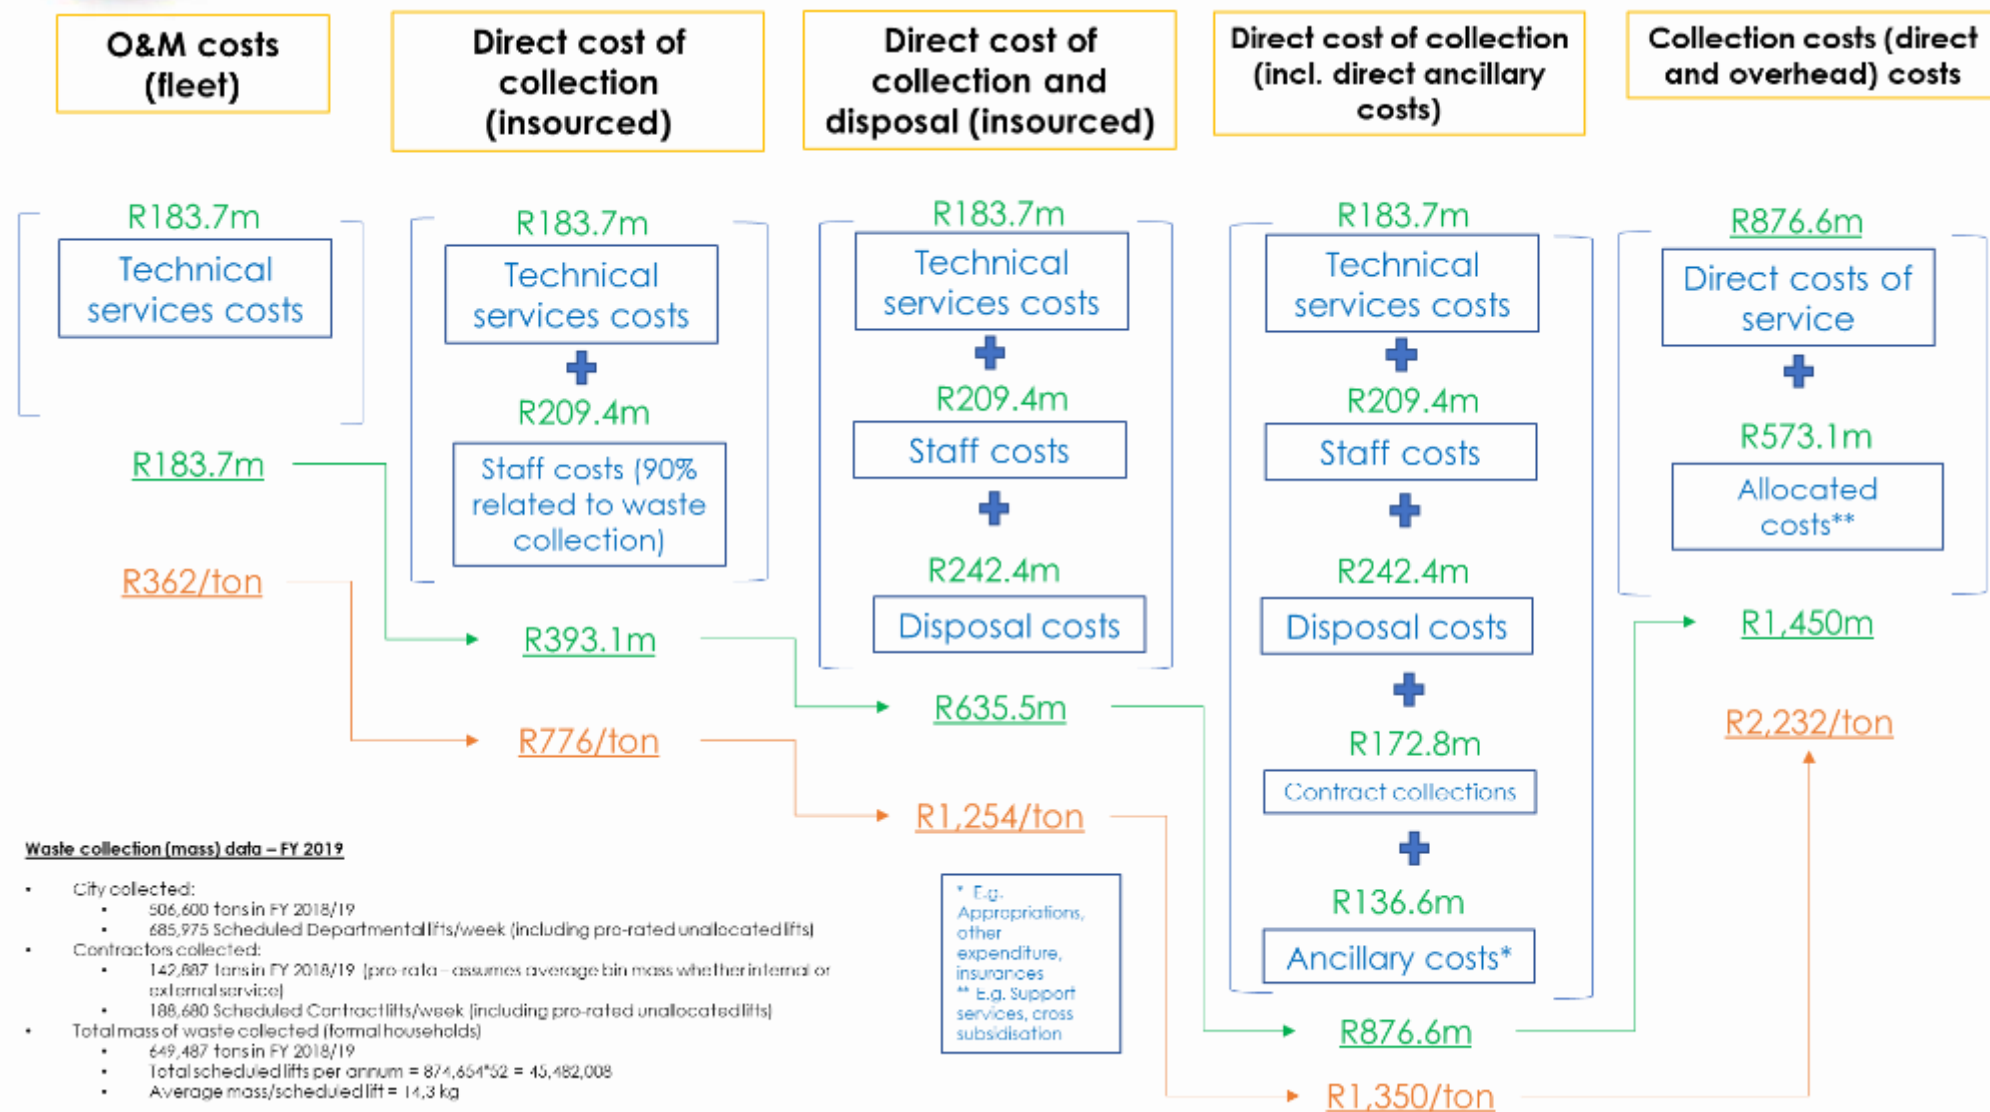 O&M costs
(fleet)
Direct cost of
collection
(insourced)
Direct cost of
collection and
disposal (insourced)
Direct cost of collection
(incl. direct ancillary
costs)
Collection costs (direct
and overhead) costs
R183.7m
Technical
services costs
R183.7m
R362/ton
R183.7m
Technical
services costs
R209.4m
Staff costs (90%
related to waste
collection)
R393.1m
R776/ton
R183.7m
Technical
services costs
R209.4m
Staff costs
R242.4m
Disposal costs
R635.5m
R1,254/ton
R183.7m
Technical
services costs
R209.4m
Staff costs
R242.4m
Disposal costs
R172.8m
Contract collections
R136.6m
Ancillary costs*
R876.6m
R1,350/ton
R876.6m
Direct costs of
service
R573.1m
Allocated
costs**
R1,450m
R2,232/ton
Waste collection (mass) data – FY 2019
• City collected:
• 506,600 tons in FY 2018/19
• 685,975 Scheduled Departmental lifts/week (including pro-rated unallocated lifts)
• Contractors collected:
• 142,887 tons in FY 2018/19 (pro-rata – assumes average bin mass whether internal or
external service)
• 188,680 Scheduled Contract lifts/week (including pro-rated unallocated lifts)
• Total mass of waste collected (formal households)
• 649,487 tons in FY 2018/19
• Total scheduled lifts per annum = 874,654*52 = 45,482,008
• Average mass/scheduled lift = 14,3 kg
* E.g.
Appropriations,
other
expenditure,
insurances
** E.g. Support
services, cross
subsidisation